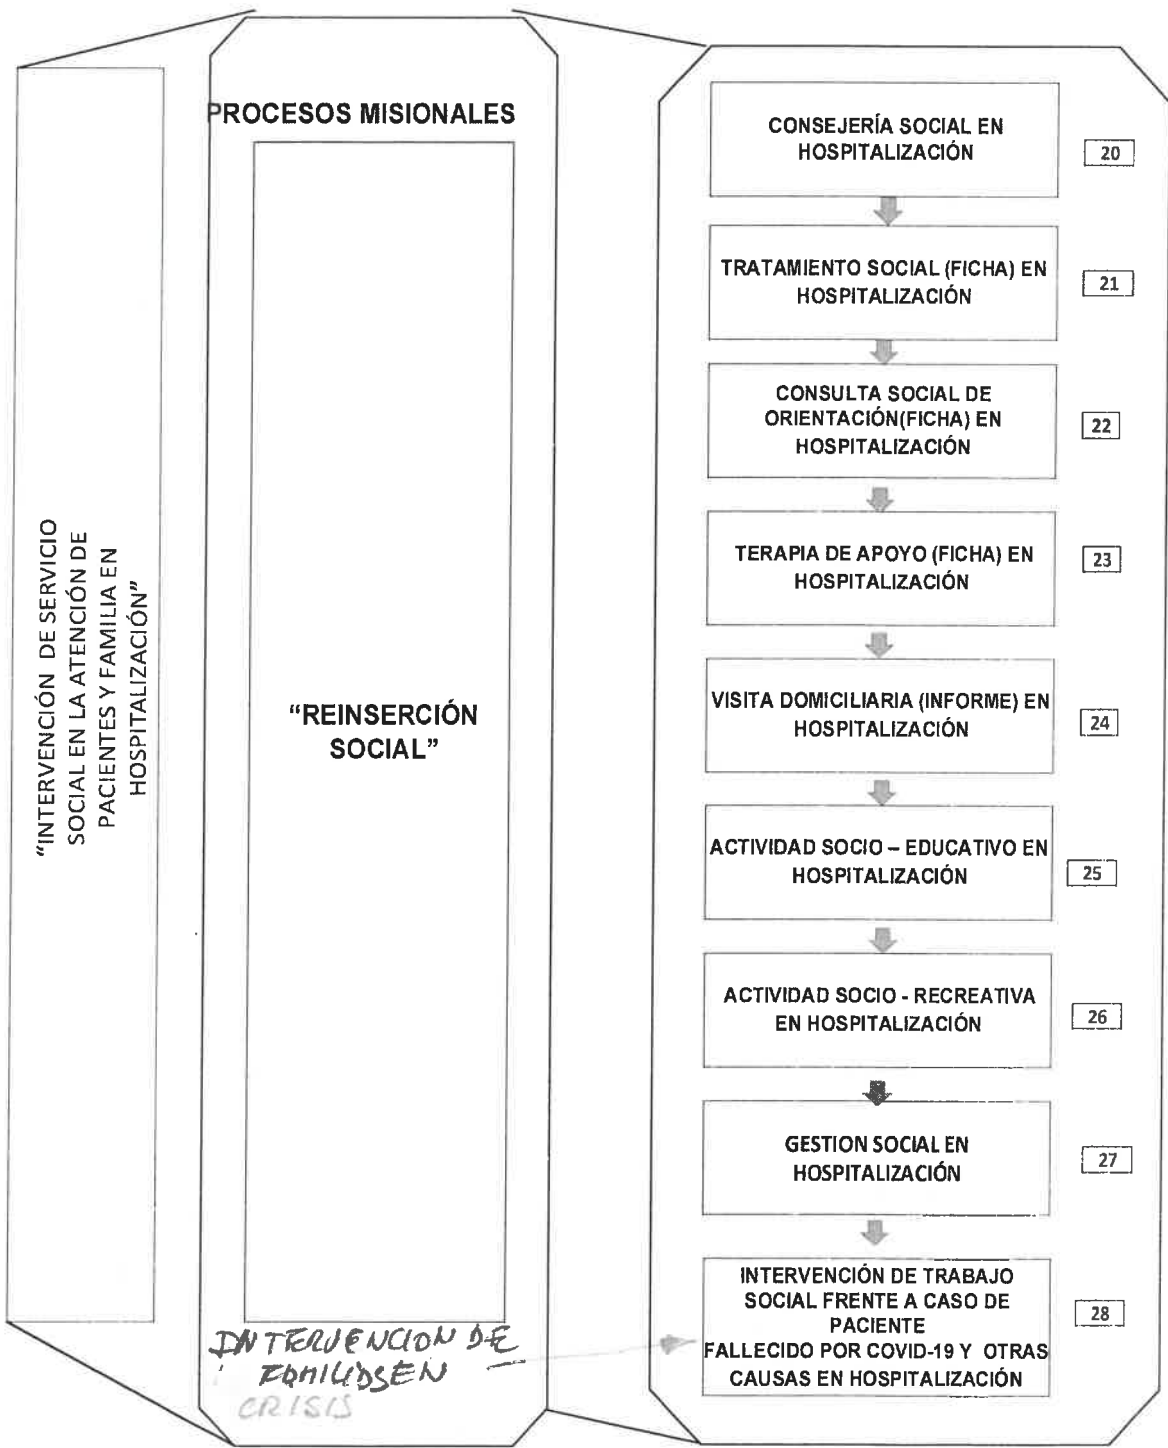 "INTERVENCIÓN DE SERVICIO
SOCIAL EN LA ATENCIÓN DE
PACIENTES Y FAMILIA EN
HOSPITALIZACIÓN"
PROCESOS MISIONALES
"REINSERCIÓN
SOCIAL"
CONSEJERÍA SOCIAL EN
HOSPITALIZACIÓN
20
TRATAMIENTO SOCIAL (FICHA) EN
HOSPITALIZACIÓN
21
CONSULTA SOCIAL DE
ORIENTACIÓN(FICHA) EN
HOSPITALIZACIÓN
22
TERAPIA DE APOYO (FICHA) EN
HOSPITALIZACIÓN
23
VISITA DOMICILIARIA (INFORME) EN
HOSPITALIZACIÓN
24
ACTIVIDAD SOCIO – EDUCATIVO EN
HOSPITALIZACIÓN
25
ACTIVIDAD SOCIO - RECREATIVA
EN HOSPITALIZACIÓN
26
GESTION SOCIAL EN
HOSPITALIZACIÓN
27
INTERVENCIÓN DE TRABAJO
SOCIAL FRENTE A CASO DE
PACIENTE
FALLECIDO POR COVID-19 Y OTRAS
CAUSAS EN HOSPITALIZACIÓN
28
INTERVENCION DE
EN
CRISIS